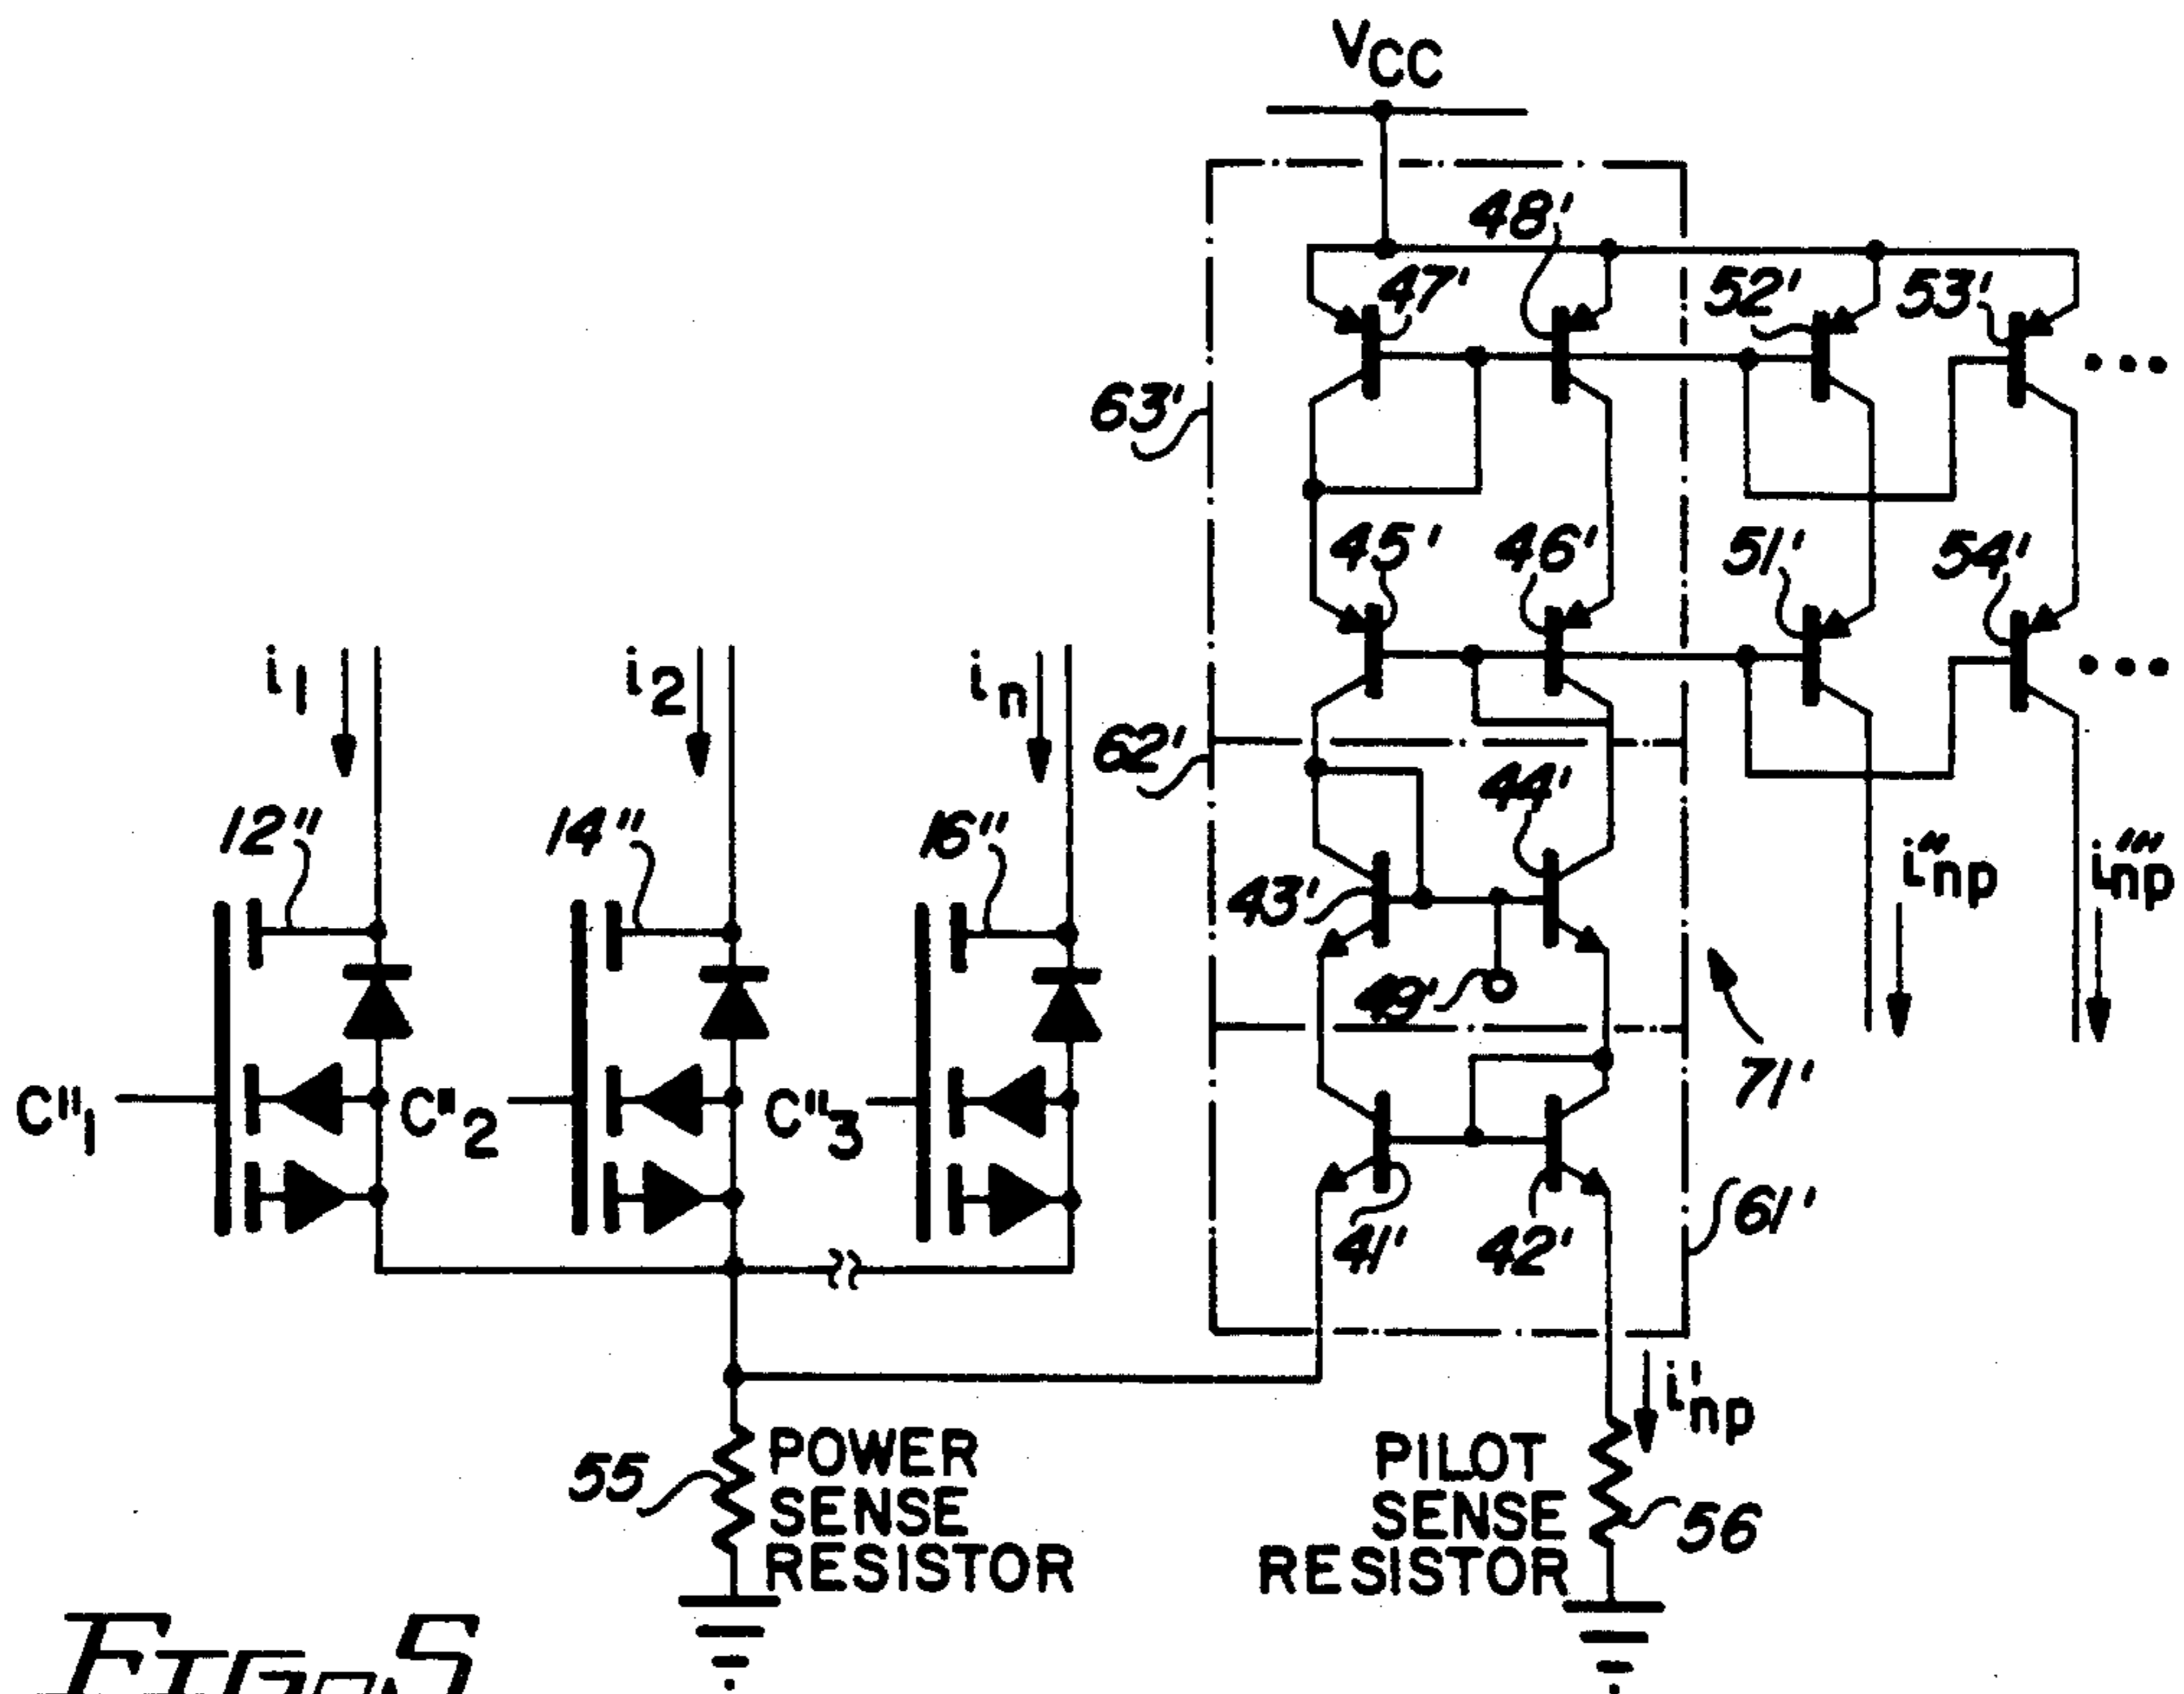 VCC
48'
47'
52'
53'
63'
45'
46'
51'
54'
i1
i2
in
62'
44'
12"
14"
16"
i"np
i'"np
43'
49'
71'
C"1
C"2
C"3
41'
42'
61'
i'np
55
POWER
SENSE
RESISTOR
PILOT
SENSE
RESISTOR
56